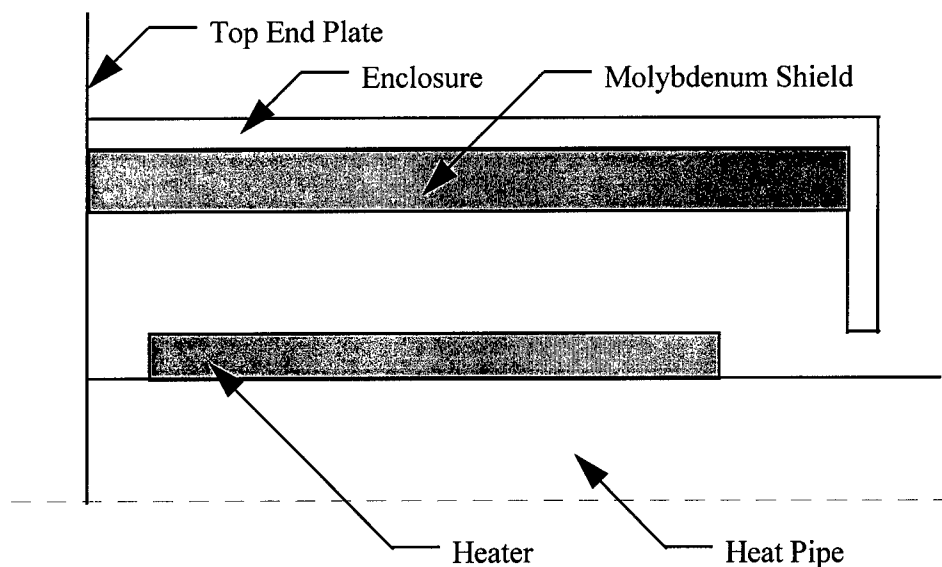 Top End Plate
Enclosure
Molybdenum Shield
Heater
Heat Pipe